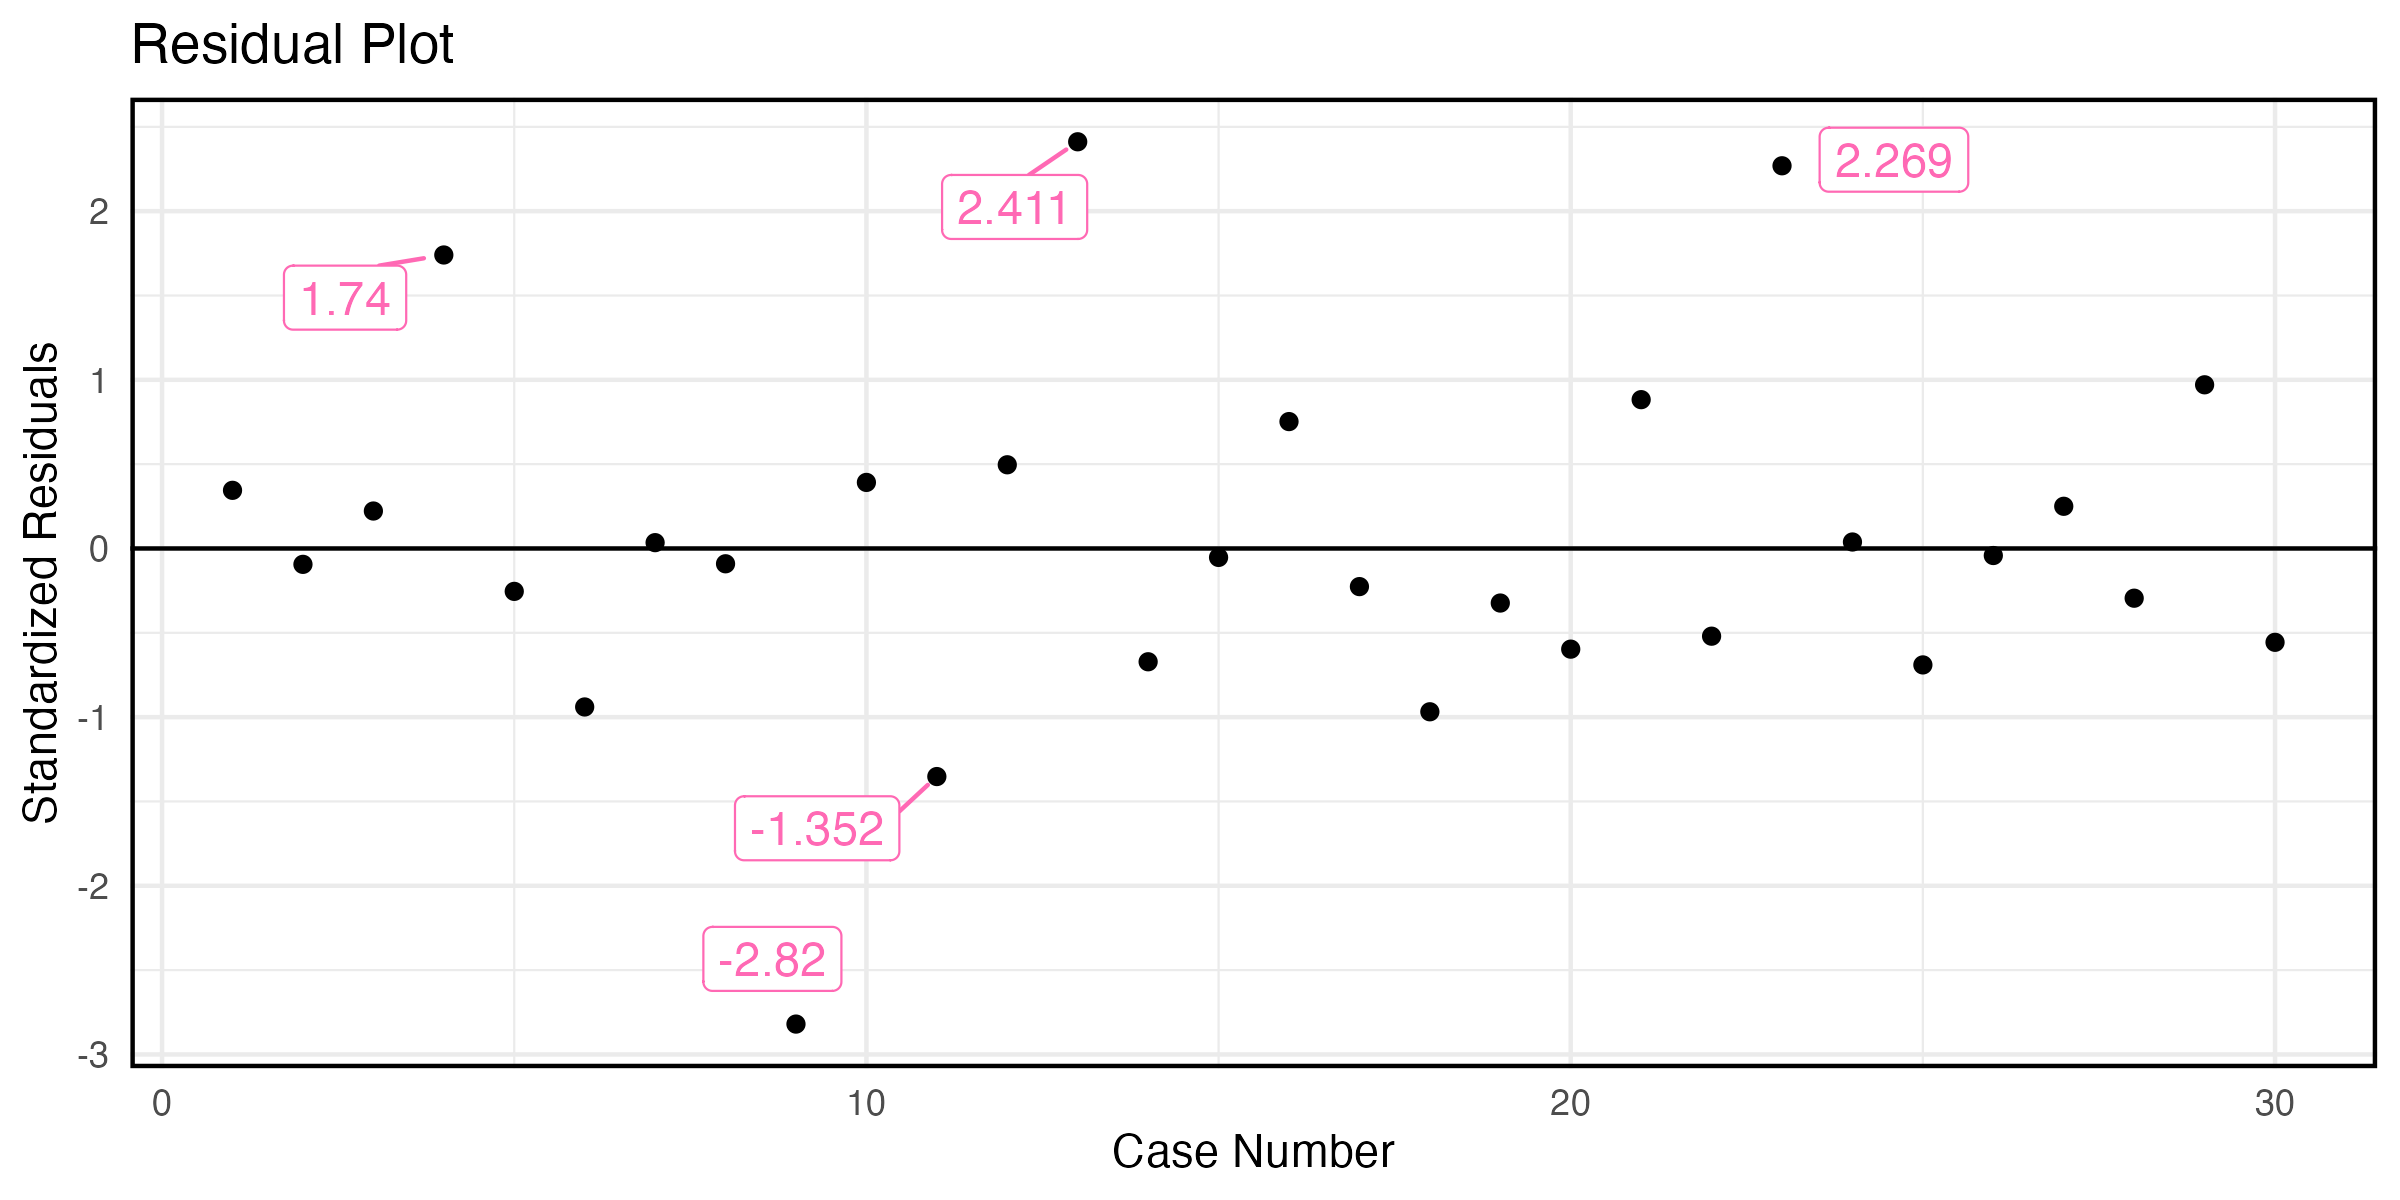 Residual Plot
2.269
2.411
2
1.74
1
Standardized Residuals
0
-1
-1.352
-2
-2.82
-3
0 10 20 30
Case Number